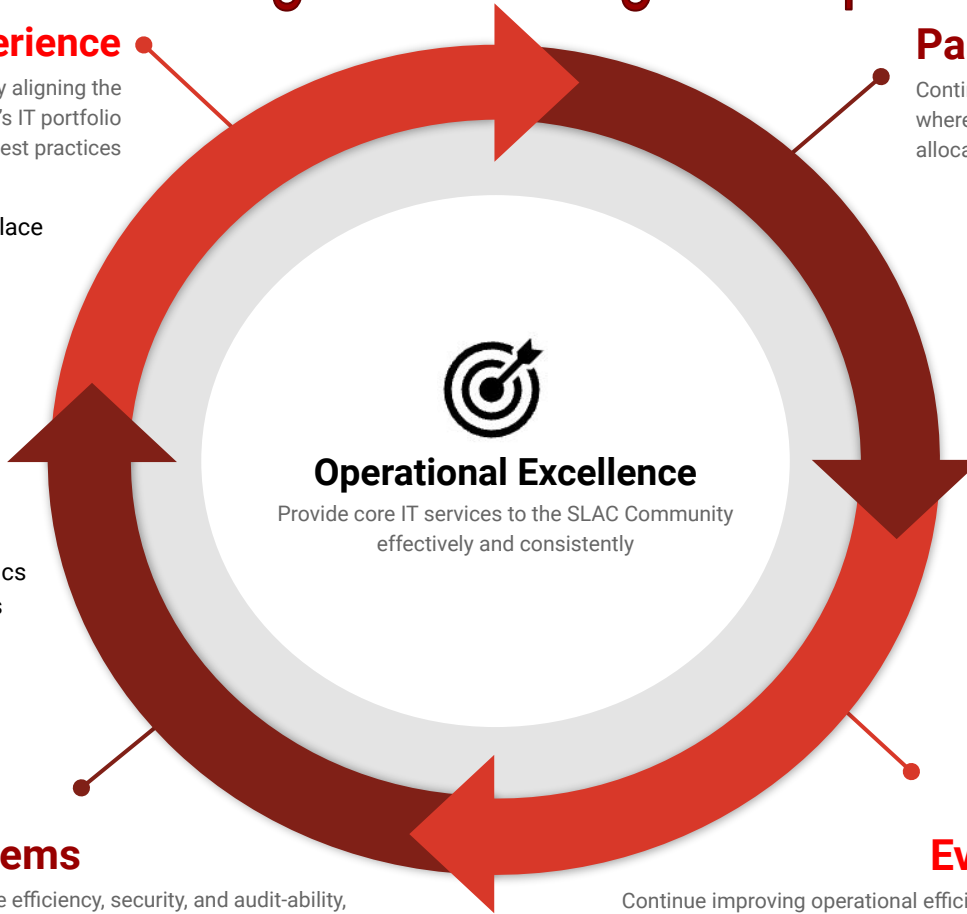 erience
y aligning the
's IT portfolio
est practices
lace
Pa
Conti
where
alloca
Operational Excellence
Provide core IT services to the SLAC Community
effectively and consistently
cs
s
ems
e efficiency, security, and audit-ability,
Ev
Continue improving operational effici